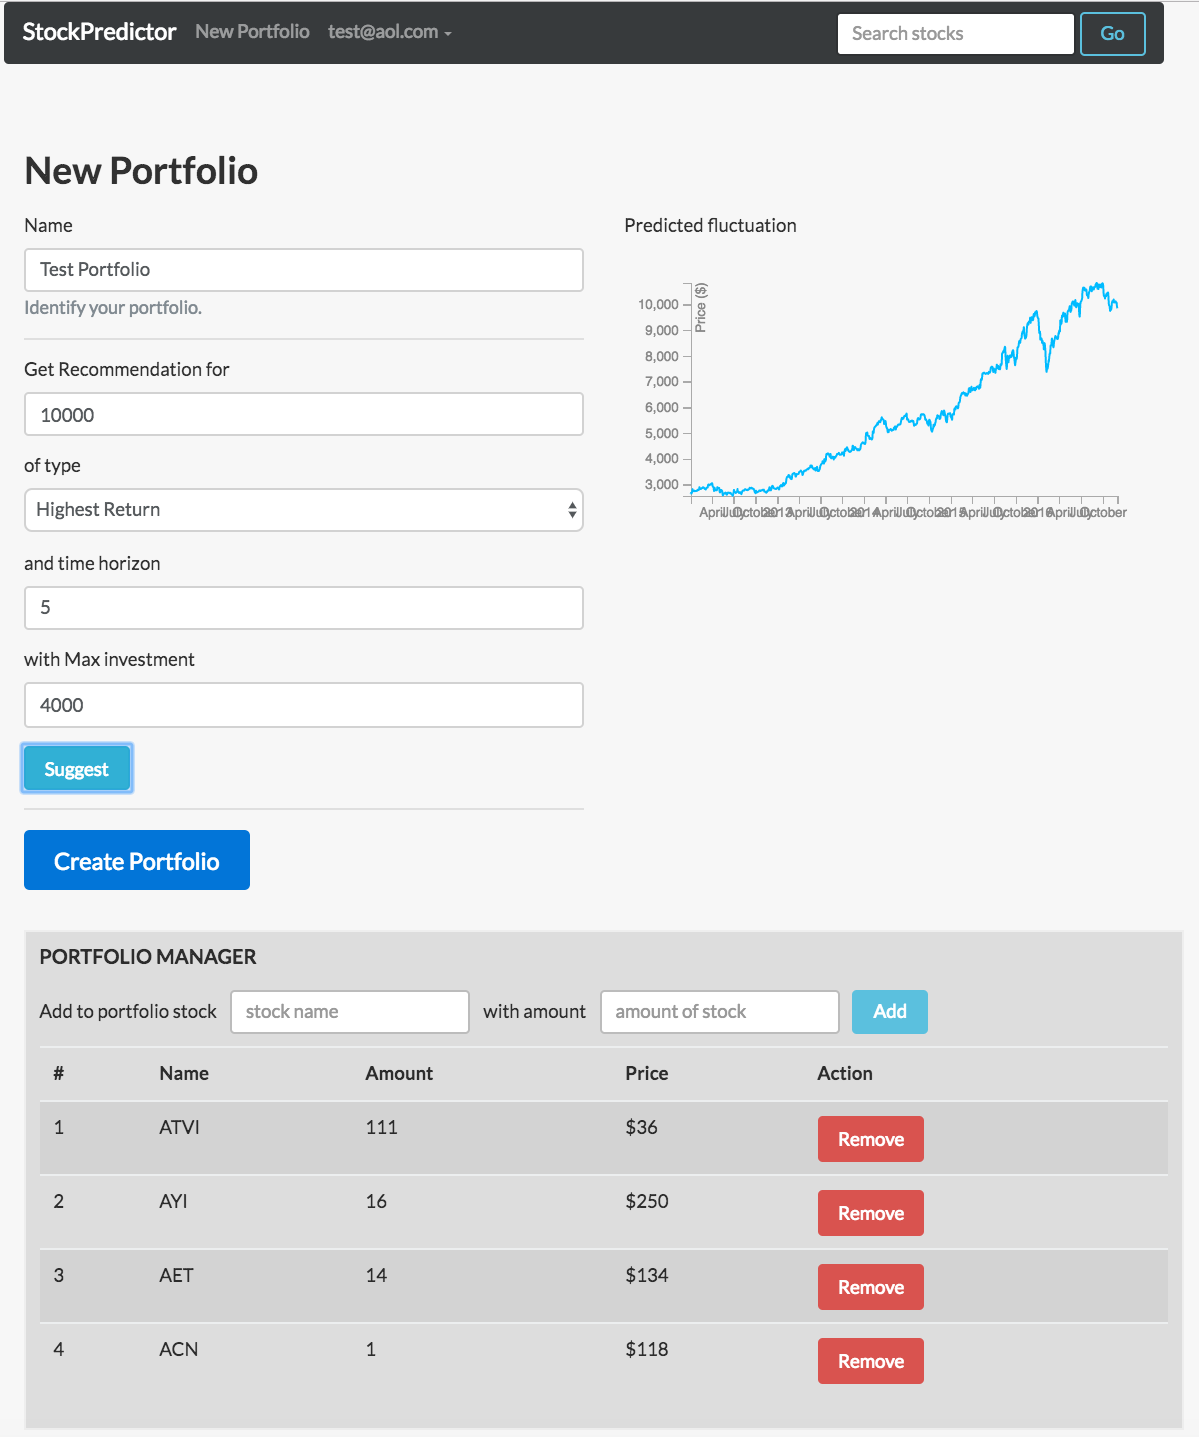 StockPredictor New Portfolio test@aol.com Search stocks Go
New Portfolio
Name
Test Portfolio
Identify your portfolio.
Get Recommendation for
10000
of type
Highest Return
and time horizon
5
with Max investment
4000
Suggest
Create Portfolio
Predicted fluctuation
Price ($)
10,000
9,000
8,000
7,000
6,000
5,000
4,000
3,000
April July October 2013 April July October 2014 April July October 2015 April July October 2016 April July October
PORTFOLIO MANAGER
Add to portfolio stock stock name with amount amount of stock Add
# Name Amount Price Action
1 ATVI 111 $36 Remove
2 AYI 16 $250 Remove
3 AET 14 $134 Remove
4 ACN 1 $118 Remove